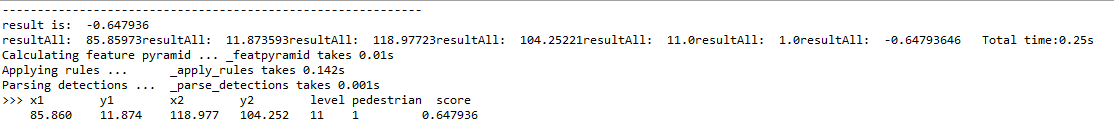 ------------------------------------------------------------
result is:  -0.647936
resultAll:  85.85973resultAll:  11.873593resultAll:  118.97723resultAll:  104.25221resultAll:  11.0resultAll:  1.0resultAll:  -0.64793646   Total time:0.25s
Calculating feature pyramid ... _featpyramid takes 0.01s
Applying rules ...      _apply_rules takes 0.142s
Parsing detections ...  _parse_detections takes 0.001s
>>> x1        y1        x2        y2        level pedestrian   score
    85.860    11.874    118.977   104.252   11    1         0.647936